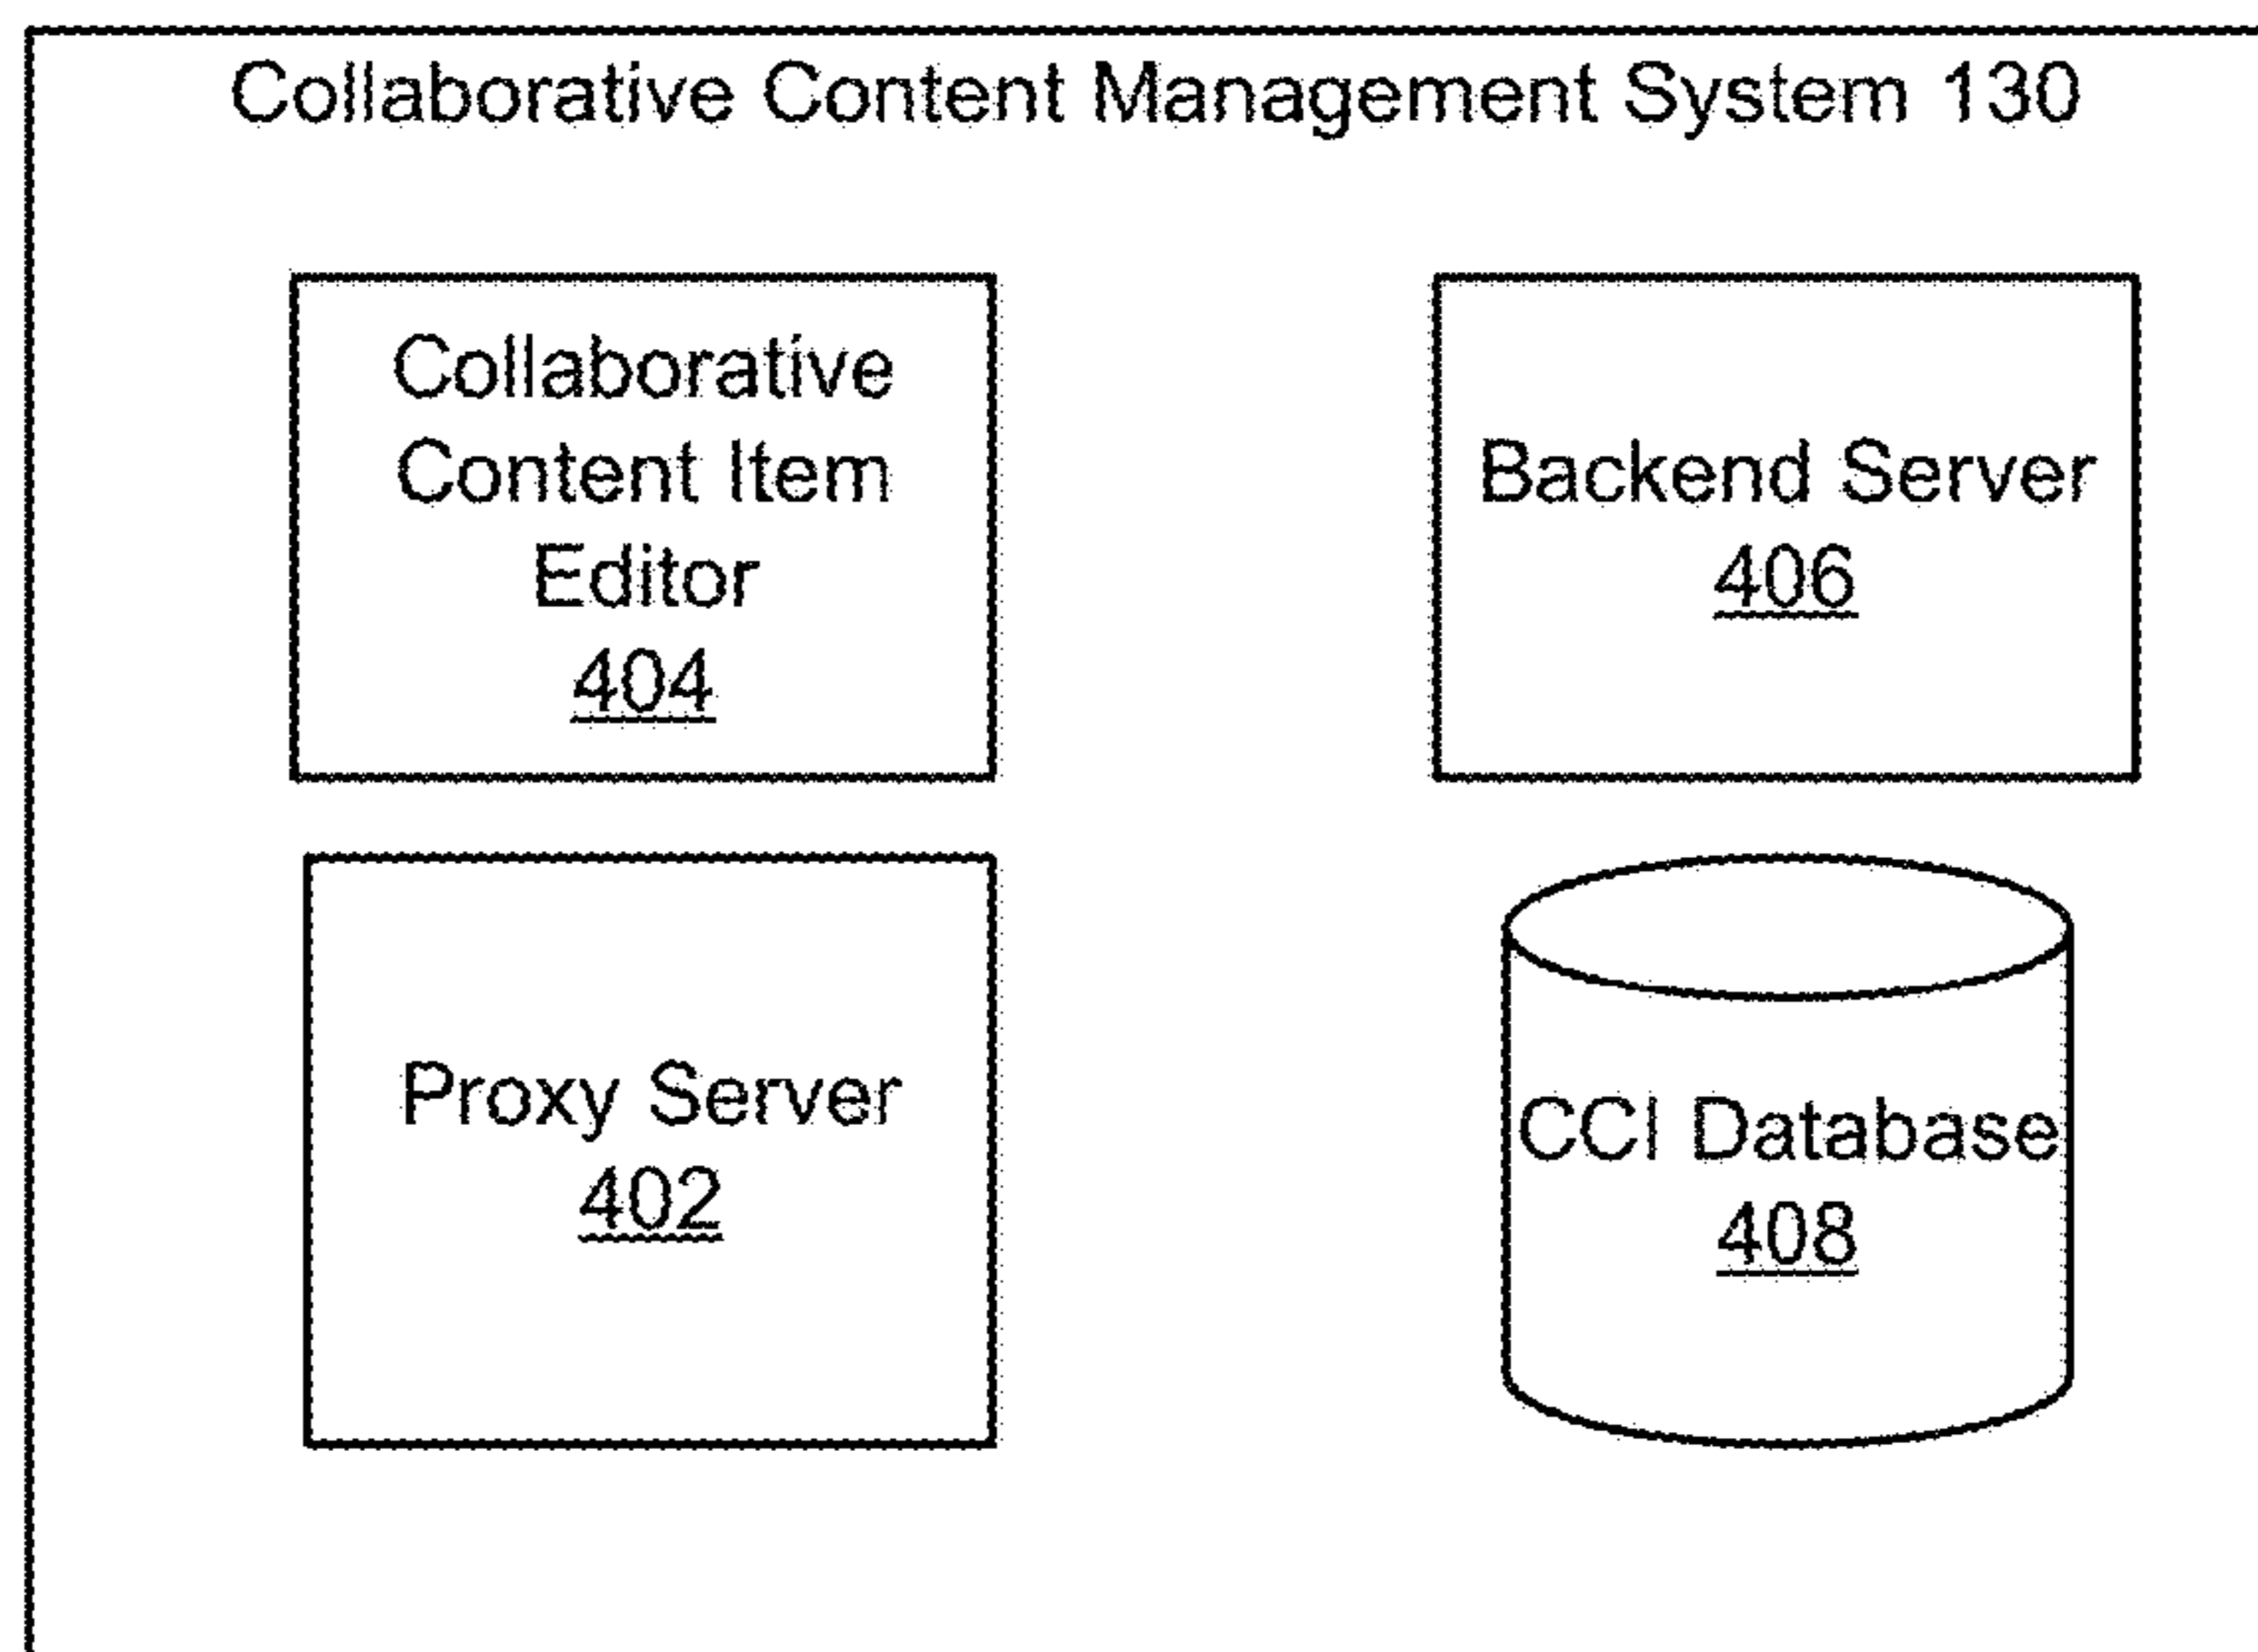 Collaborative Content Management System 130
Collaborative
Content Item
Editor
404
Backend Server
406
Proxy Server
402
CCI Database
408